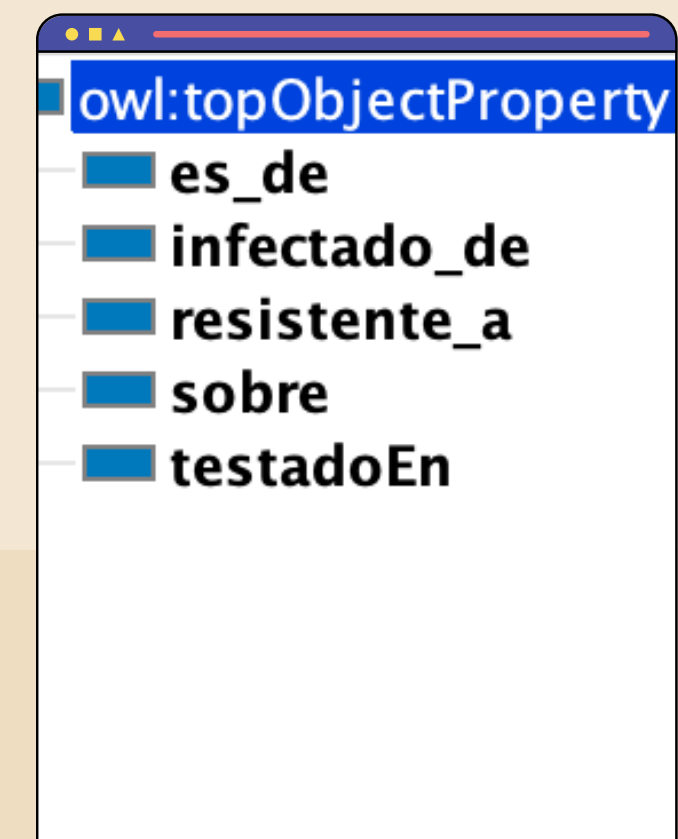 owl:topObjectProperty
es_de
infectado_de
resistente_a
sobre
testadoEn